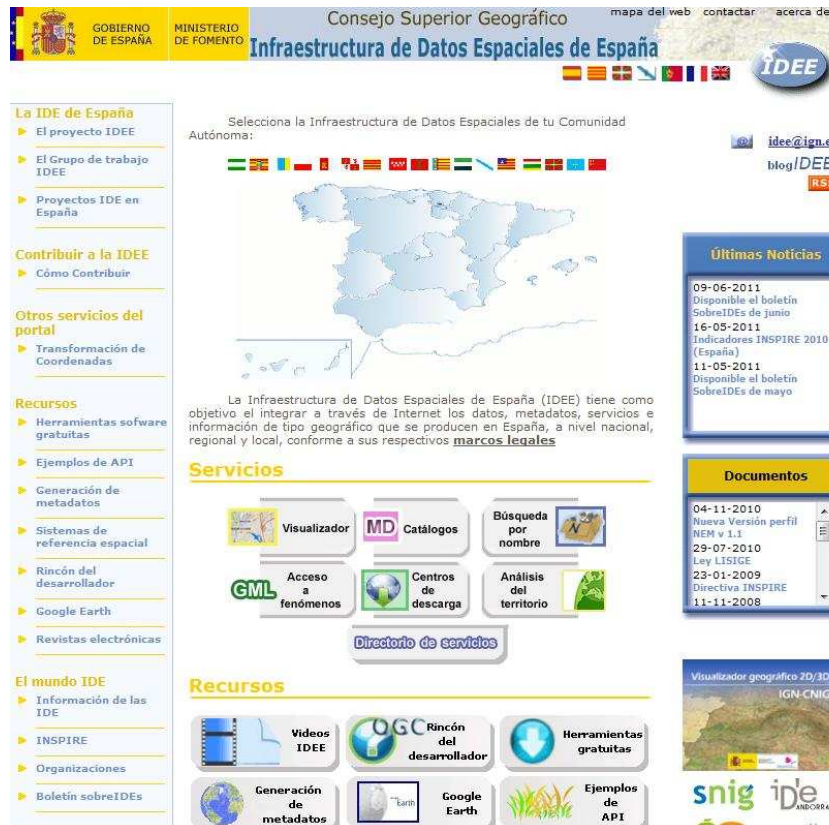 GOBIERNO
DE ESPAÑA
MINISTERIO
DE FOMENTO
Consejo Superior Geográfico
Infraestructura de Datos Espaciales de España
mapa del web contactar acerca de
IDEE
La IDE de España
El proyecto IDEE
El Grupo de trabajo
IDEE
Proyectos IDE en
España
Contribuir a la IDEE
Cómo Contribuir
Otros servicios del
portal
Transformación de
Coordenadas
Recursos
Herramientas sofware
gratuitas
Ejemplos de API
Generación de
metadatos
Sistemas de
referencia espacial
Rincón del
desarrollador
Google Earth
Revistas electrónicas
El mundo IDE
Información de las
IDE
INSPIRE
Organizaciones
Boletín sobreIDEs
Selecciona la Infraestructura de Datos Espaciales de tu Comunidad
Autónoma:
La Infraestructura de Datos Espaciales de España (IDEE) tiene como
objetivo el integrar a través de Internet los datos, metadatos, servicios e
información de tipo geográfico que se producen en España, a nivel nacional,
regional y local, conforme a sus respectivos marcos legales
Servicios
Visualizador
MD Catálogos
Búsqueda
por
nombre
GML
Acceso
a
fenómenos
Centros
de
descarga
Análisis
del
territorio
Directorio de servicios
Recursos
Videos
IDEE
OGC Rincón
del
desarrollador
Herramientas
gratuitas
Generación
de
metadatos
Earth
Google
Earth
Ejemplos
de
API
idee@ign.e
blogIDEE
RS
Últimas Noticias
09-06-2011
Disponible el boletín
SobreIDEs de junio
16-05-2011
Indicadores INSPIRE 2010
(España)
11-05-2011
Disponible el boletín
SobreIDEs de mayo
Documentos
04-11-2010
Nueva Versión perfil
NEM v 1.1
29-07-2010
Ley LISIGE
23-01-2009
Directiva INSPIRE
11-11-2008
Visualizador geográfico 2D/3D
IGN-CNIG
snig
ide
ANDORRA